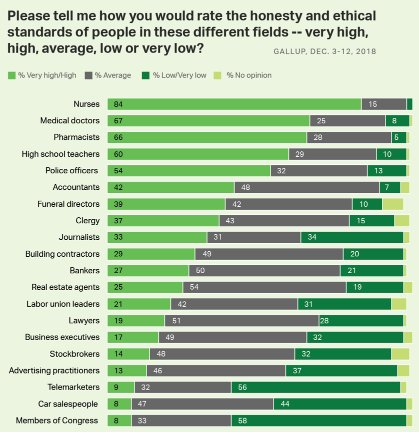 Please tell me how you would rate the honesty and ethical
standards of people in these different fields -- very high,
high, average, low or very low?
GALLUP, DEC. 3-12, 2018
% Very high/High % Average % Low/Very low % No opinion
Nurses 84 15
Medical doctors 67 25 8
Pharmacists 66 28 5
High school teachers 60 29 10
Police officers 54 32 13
Accountants 42 48 7
Funeral directors 39 42 10
Clergy 37 43 15
Journalists 33 31 34
Building contractors 29 49 20
Bankers 27 50 21
Real estate agents 25 54 19
Labor union leaders 21 42 31
Lawyers 19 51 28
Business executives 17 49 32
Stockbrokers 14 48 32
Advertising practitioners 13 46 37
Telemarketers 9 32 56
Car salespeople 8 47 44
Members of Congress 8 33 58